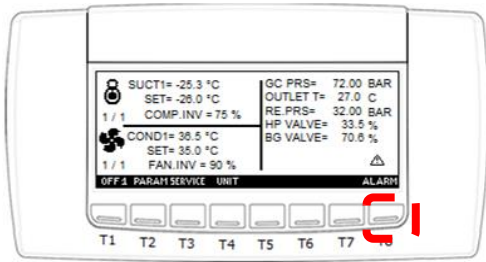 SUCT1= -25.3 °C
SET= -26.0 °C
1 / 1 COMP.INV = 75 %
COND1= 36.5 °C
SET= 35.0 °C
1 / 1 FAN.INV = 90 %
GC PRS= 72.00 BAR
OUTLET T= 27.0 C
RE.PRS= 32.00 BAR
HP VALVE= 33.5 %
BG VALVE= 70.6 %
OFF:1 PARAM SERVICE UNIT ALARM
T1 T2 T3 T4 T5 T6 T7